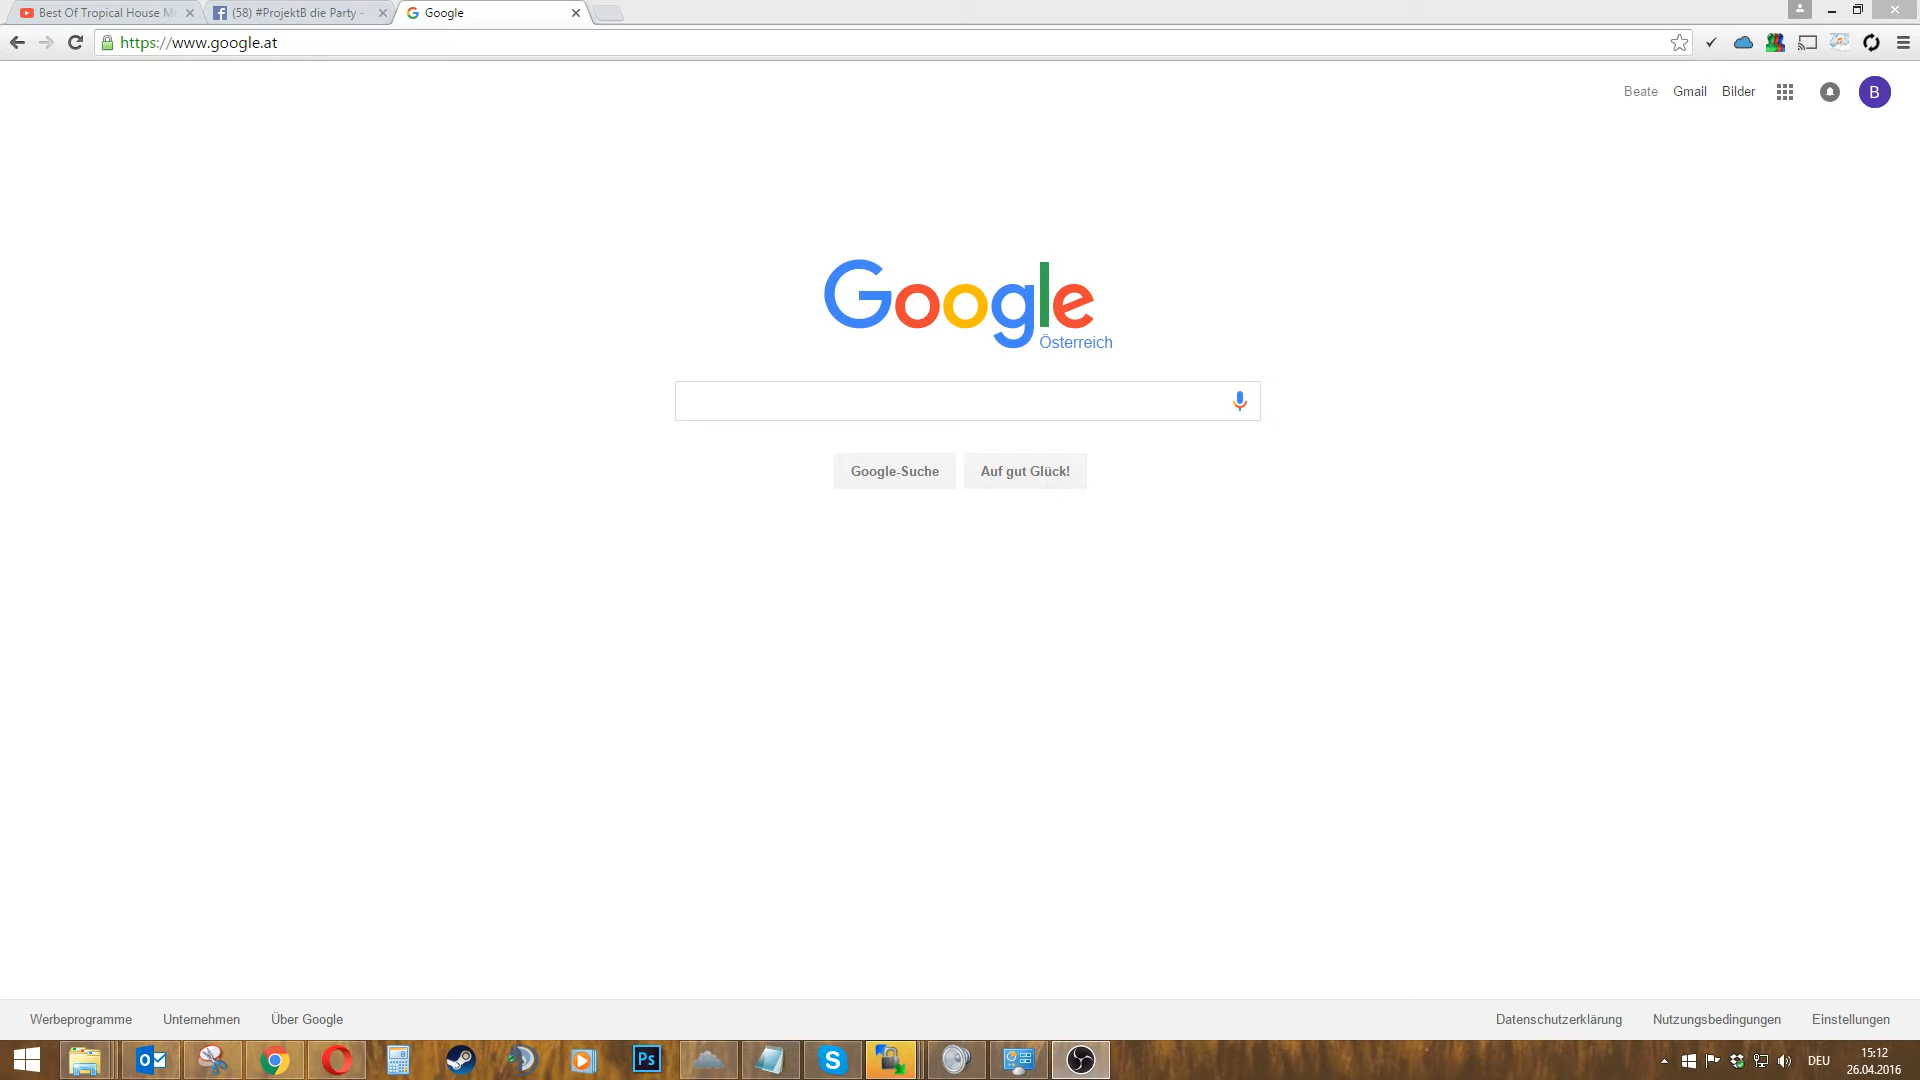 Best Of Tropical House
(58) #ProjektB die Party -
Google
https://www.google.at
Beate
Gmail
Bilder
B
Google
Österreich
Google-Suche
Auf gut Glück!
Werbeprogramme
Unternehmen
Über Google
Datenschutzerklärung
Nutzungsbedingungen
Einstellungen
Ps
DEU
15:12
26.04.2016